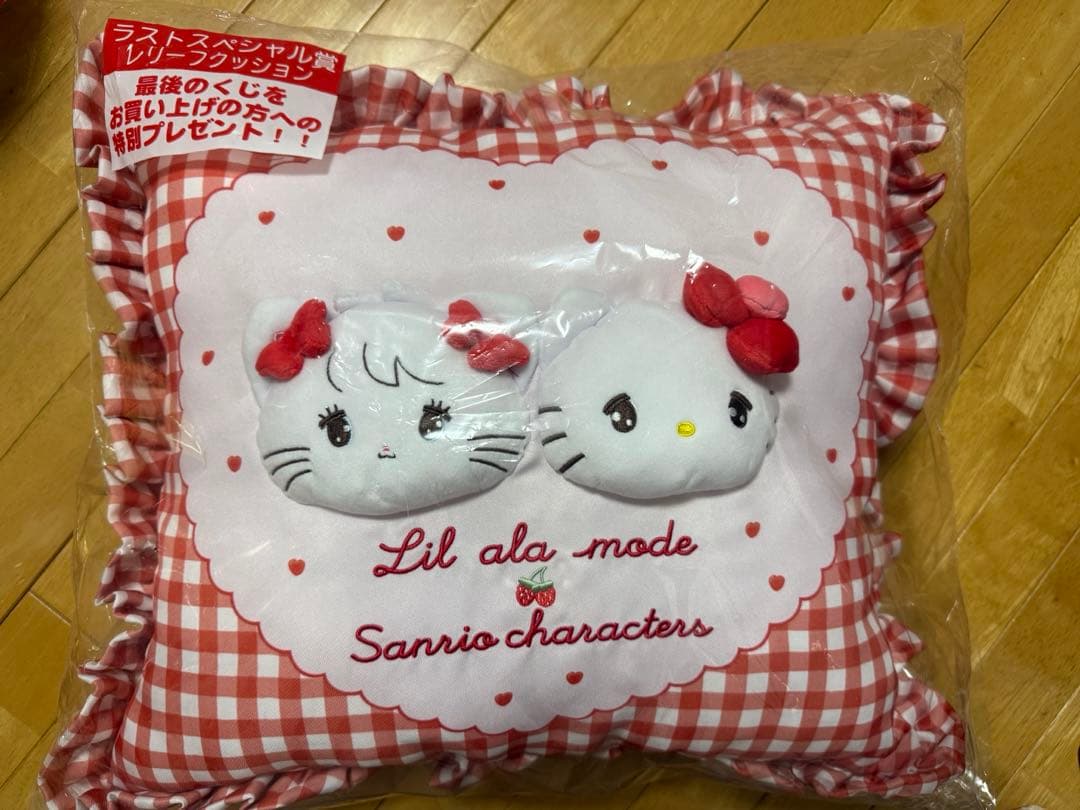 ラストスペシャル賞
レリーフクッション
最後のくじを
お買い上げの方への
特別プレゼント！！
Lil ala mode
Sanrio characters